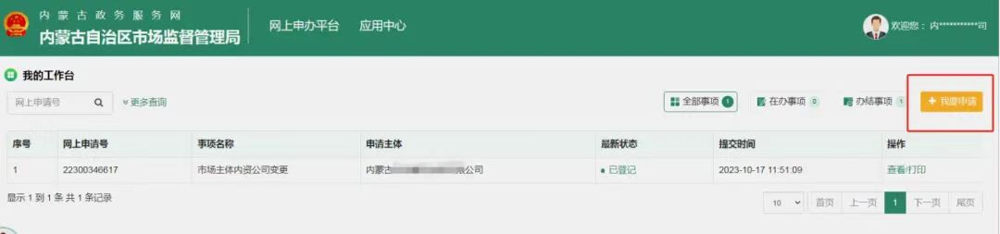 内蒙古政务服务网
内蒙古自治区市场监督管理局
网上申办平台 应用中心
欢迎您： 内***********司
我的工作台
网上申请号 更多查询 全部事项 1 在办事项 0 办结事项 1 + 我要申请
序号 网上申请号 事项名称 申请主体 最新状态 提交时间 操作
1 22300346617 市场主体内资公司变更 内蒙古 限公司 已登记 2023-10-17 11:51:09 查看/打印
显示 1 到 1 条 共 1 条记录
10 首页 上一页 1 下一页 尾页